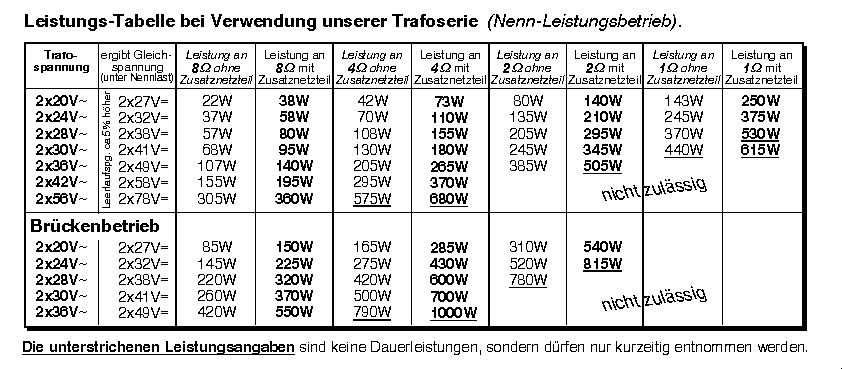 Leistungs-Tabelle bei Verwendung unserer Trafoserie (Nenn-Leistungsbetrieb).
Trafo-spannung ergibt Gleich-spannung (unter Nennlast) Leistung an 8Ω ohne Zusatznetzteil Leistung an 8Ω mit Zusatznetzteil Leistung an 4Ω ohne Zusatznetzteil Leistung an 4Ω mit Zusatznetzteil Leistung an 2Ω ohne Zusatznetzteil Leistung an 2Ω mit Zusatznetzteil Leistung an 1Ω ohne Zusatznetzteil Leistung an 1Ω mit Zusatznetzteil
Leerlaufspg. ca 5% höher
2x20V~ 2x27V= 22W 38W 42W 73W 80W 140W 143W 250W
2x24V~ 2x32V= 37W 58W 70W 110W 135W 210W 245W 375W
2x28V~ 2x38V= 57W 80W 108W 155W 205W 295W 370W 530W
2x30V~ 2x41V= 68W 95W 130W 180W 245W 345W 440W 615W
2x36V~ 2x49V= 107W 140W 205W 265W 385W 505W
2x42V~ 2x58V= 155W 195W 295W 370W nicht zulässig
2x56V~ 2x78V= 305W 360W 575W 680W
Brückenbetrieb
2x20V~ 2x27V= 85W 150W 165W 285W 310W 540W
2x24V~ 2x32V= 145W 225W 275W 430W 520W 815W
2x28V~ 2x38V= 220W 320W 420W 600W 780W
2x30V~ 2x41V= 260W 370W 500W 700W nicht zulässig
2x36V~ 2x49V= 420W 550W 790W 1000W
Die unterstrichenen Leistungsangaben sind keine Dauerleistungen, sondern dürfen nur kurzeitig entnommen werden.